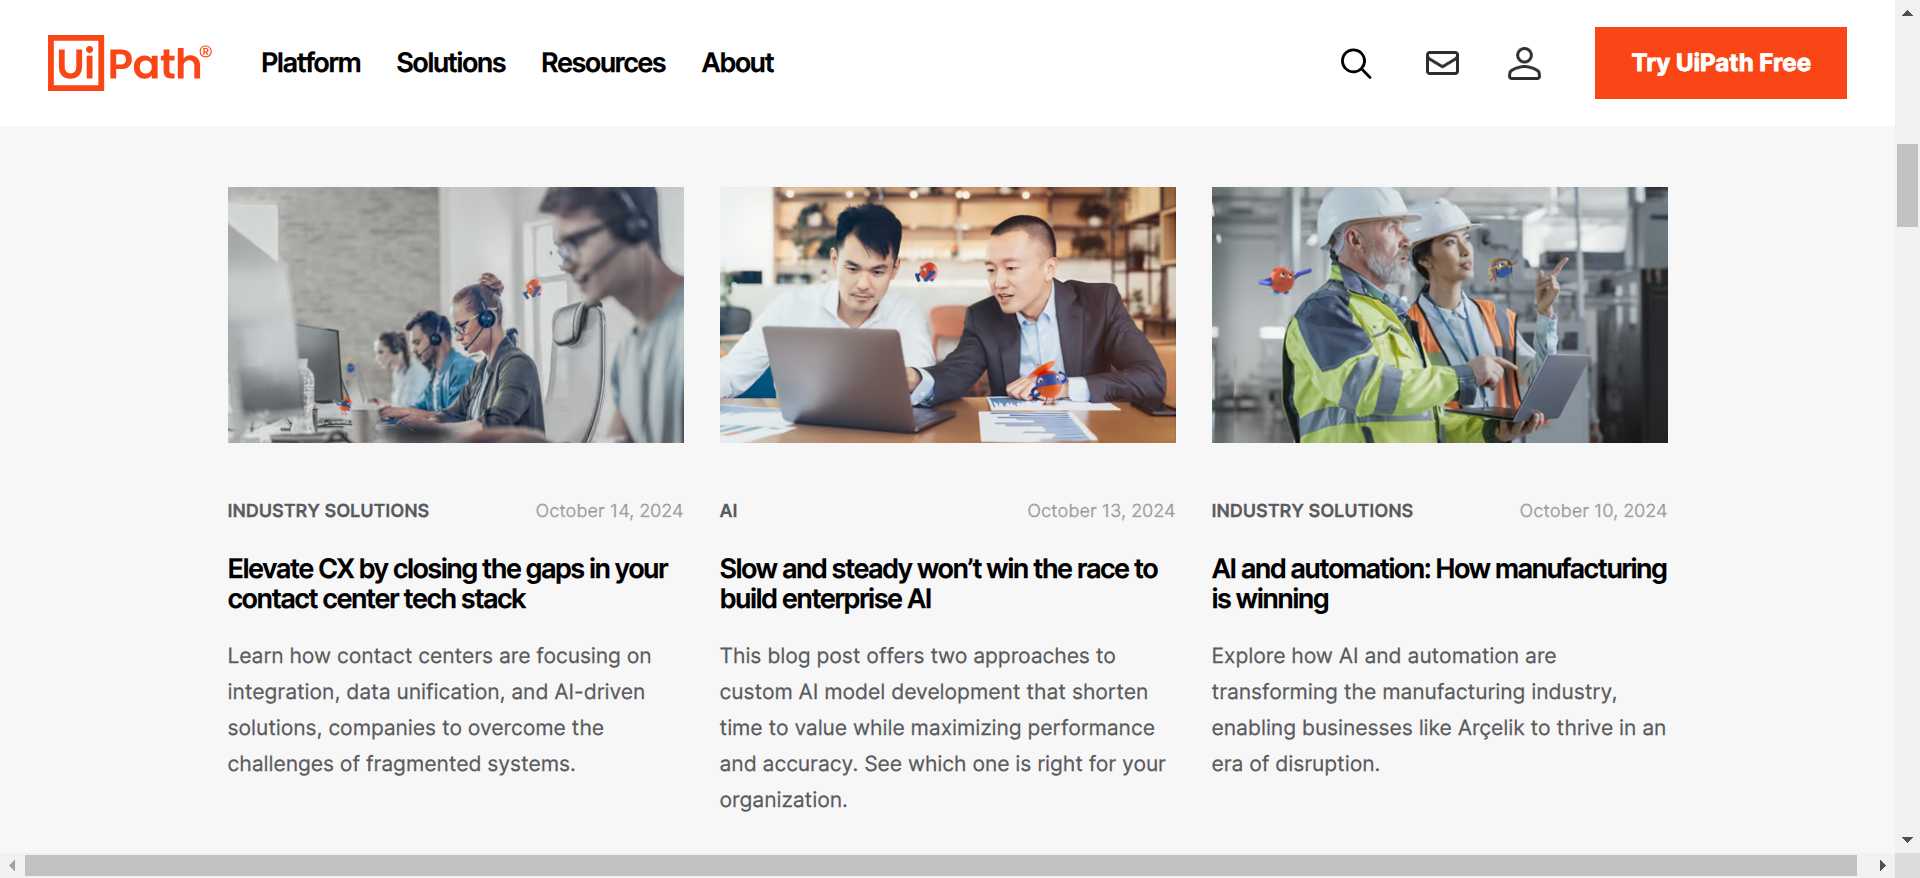 UiPath®
Platform
Solutions
Resources
About
Try UiPath Free
INDUSTRY SOLUTIONS
October 14, 2024
Elevate CX by closing the gaps in your
contact center tech stack
Learn how contact centers are focusing on
integration, data unification, and AI-driven
solutions, companies to overcome the
challenges of fragmented systems.
AI
October 13, 2024
Slow and steady won’t win the race to
build enterprise AI
This blog post offers two approaches to
custom AI model development that shorten
time to value while maximizing performance
and accuracy. See which one is right for your
organization.
INDUSTRY SOLUTIONS
October 10, 2024
AI and automation: How manufacturing
is winning
Explore how AI and automation are
transforming the manufacturing industry,
enabling businesses like Arçelik to thrive in an
era of disruption.